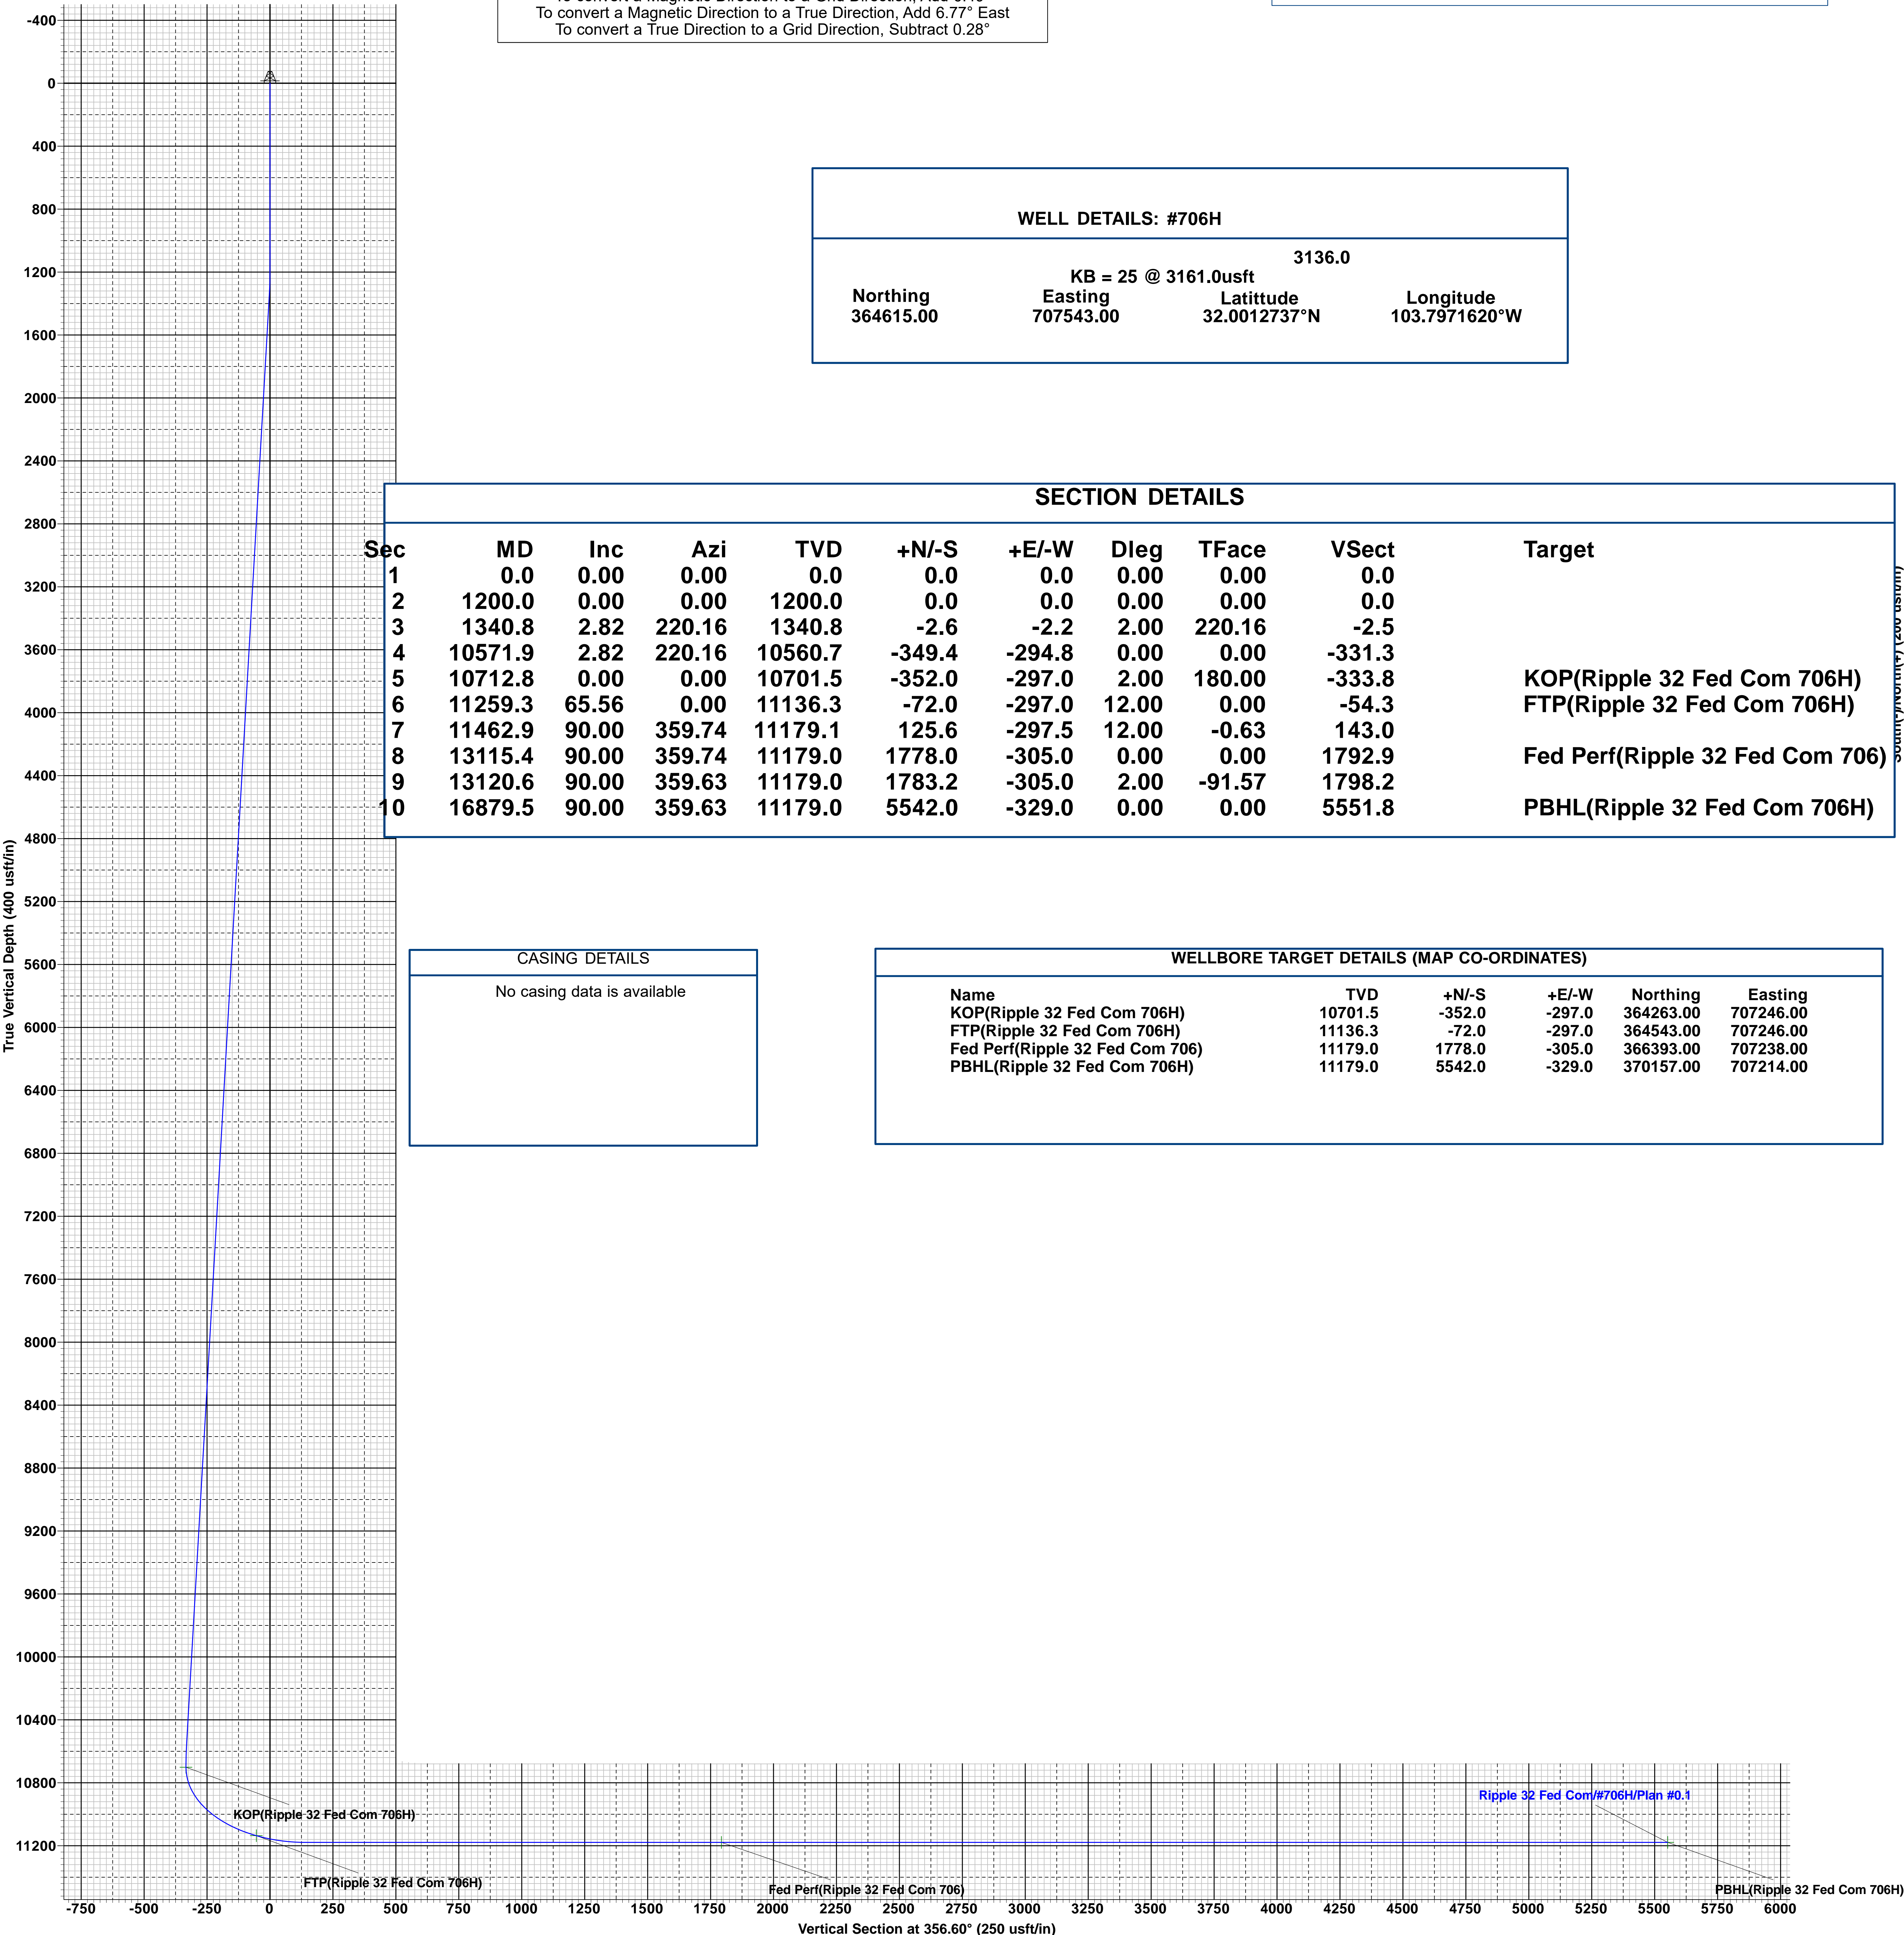 To convert a Magnetic Direction to a True Direction, Add 6.77° East
To convert a True Direction to a Grid Direction, Subtract 0.28°
WELL DETAILS: #706H
3136.0
KB = 25 @ 3161.0usft
Northing Easting Latittude Longitude
364615.00 707543.00 32.0012737°N 103.7971620°W
SECTION DETAILS
Sec MD Inc Azi TVD +N/-S +E/-W Dleg TFace VSect Target
1 0.0 0.00 0.00 0.0 0.0 0.0 0.00 0.00 0.0
2 1200.0 0.00 0.00 1200.0 0.0 0.0 0.00 0.00 0.0
3 1340.8 2.82 220.16 1340.8 -2.6 -2.2 2.00 220.16 -2.5
4 10571.9 2.82 220.16 10560.7 -349.4 -294.8 0.00 0.00 -331.3
5 10712.8 0.00 0.00 10701.5 -352.0 -297.0 2.00 180.00 -333.8 KOP(Ripple 32 Fed Com 706H)
6 11259.3 65.56 0.00 11136.3 -72.0 -297.0 12.00 0.00 -54.3 FTP(Ripple 32 Fed Com 706H)
7 11462.9 90.00 359.74 11179.1 125.6 -297.5 12.00 -0.63 143.0
8 13115.4 90.00 359.74 11179.0 1778.0 -305.0 0.00 0.00 1792.9 Fed Perf(Ripple 32 Fed Com 706)
9 13120.6 90.00 359.63 11179.0 1783.2 -305.0 2.00 -91.57 1798.2
10 16879.5 90.00 359.63 11179.0 5542.0 -329.0 0.00 0.00 5551.8 PBHL(Ripple 32 Fed Com 706H)
CASING DETAILS
No casing data is available
WELLBORE TARGET DETAILS (MAP CO-ORDINATES)
Name TVD +N/-S +E/-W Northing Easting
KOP(Ripple 32 Fed Com 706H) 10701.5 -352.0 -297.0 364263.00 707246.00
FTP(Ripple 32 Fed Com 706H) 11136.3 -72.0 -297.0 364543.00 707246.00
Fed Perf(Ripple 32 Fed Com 706) 11179.0 1778.0 -305.0 366393.00 707238.00
PBHL(Ripple 32 Fed Com 706H) 11179.0 5542.0 -329.0 370157.00 707214.00
True Vertical Depth (400 usft/in)
-400
0
400
800
1200
1600
2000
2400
2800
3200
3600
4000
4400
4800
5200
5600
6000
6400
6800
7200
7600
8000
8400
8800
9200
9600
10000
10400
10800
11200
Ripple 32 Fed Com/#706H/Plan #0.1
KOP(Ripple 32 Fed Com 706H)
FTP(Ripple 32 Fed Com 706H)
Fed Perf(Ripple 32 Fed Com 706)
PBHL(Ripple 32 Fed Com 706H)
-750 -500 -250 0 250 500 750 1000 1250 1500 1750 2000 2250 2500 2750 3000 3250 3500 3750 4000 4250 4500 4750 5000 5250 5500 5750 6000
Vertical Section at 356.60° (250 usft/in)